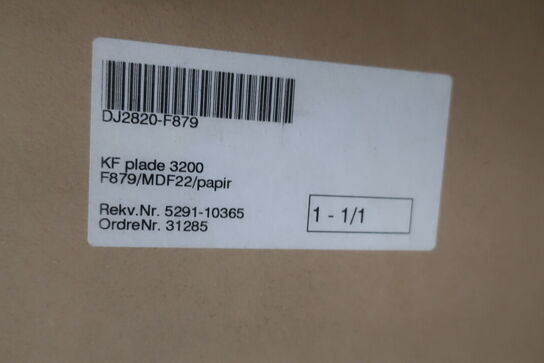 DJ2820-F879
KF plade 3200
F879/MDF22/papir
Rekv.Nr. 5291-10365
OrdreNr. 31285
1 - 1/1